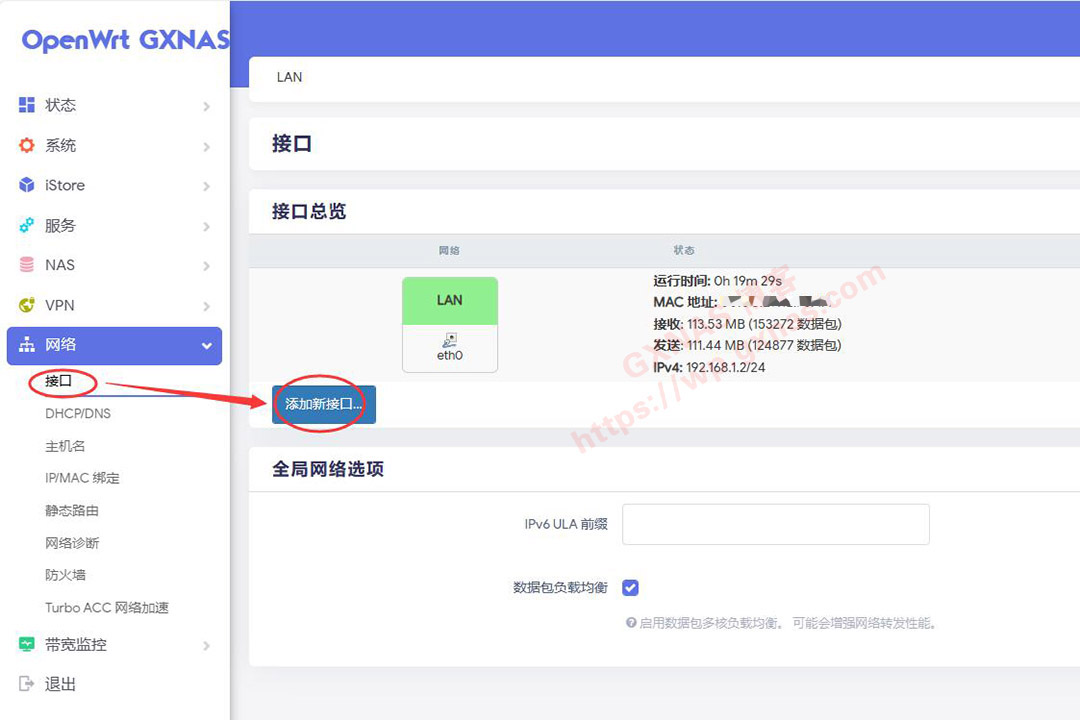 OpenWrt GXNAS
状态
系统
iStore
服务
NAS
VPN
网络
接口
DHCP/DNS
主机名
IP/MAC 绑定
静态路由
网络诊断
防火墙
Turbo ACC 网络加速
带宽监控
退出
LAN
接口
接口总览
网络 状态
LAN
eth0
运行时间: 0h 19m 29s
MAC 地址:
接收: 113.53 MB (153272 数据包)
发送: 111.44 MB (124877 数据包)
IPv4: 192.168.1.2/24
添加新接口...
GXNAS博客
https://wp.gxnas.com
全局网络选项
IPv6 ULA 前缀
数据包负载均衡
启用数据包多核负载均衡。 可能会增强网络转发性能。